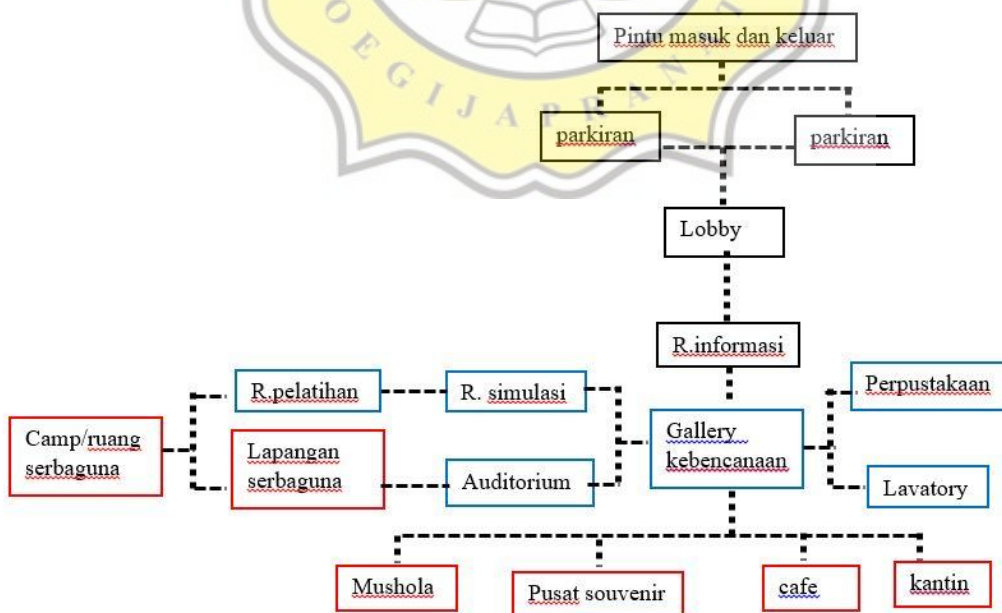 Pintu masuk dan keluar
OEGIJAPRANAT
parkiran
parkiran
Lobby
R.informasi
R.pelatihan
R. simulasi
Perpustakaan
Camp/ruang
serbaguna
Lapangan
serbaguna
Auditorium
Gallery
kebencanaan
Lavatory
Mushola
Pusat souvenir
cafe
kantin